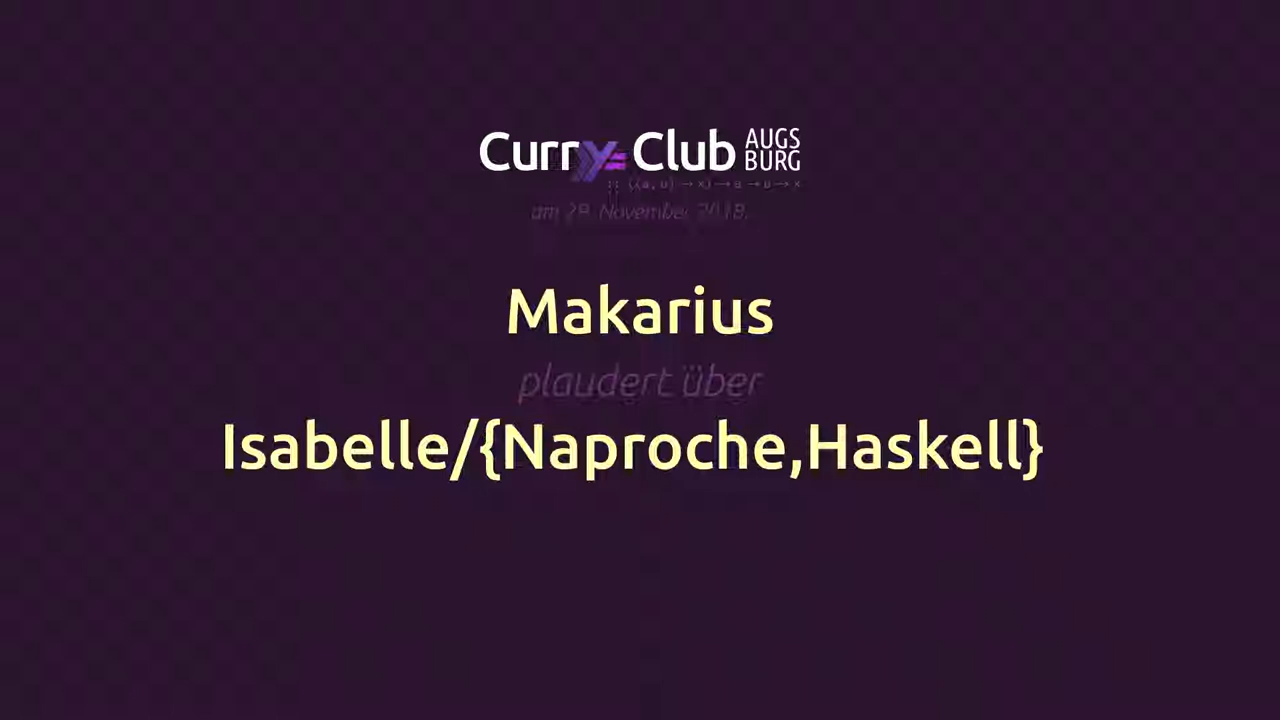 Curry Club AUGS
BURG
:: ((a, b) → x) → a → b → x
am 29. November 2018.
Makarius
plaudert über
Isabelle/{Naproche,Haskell}